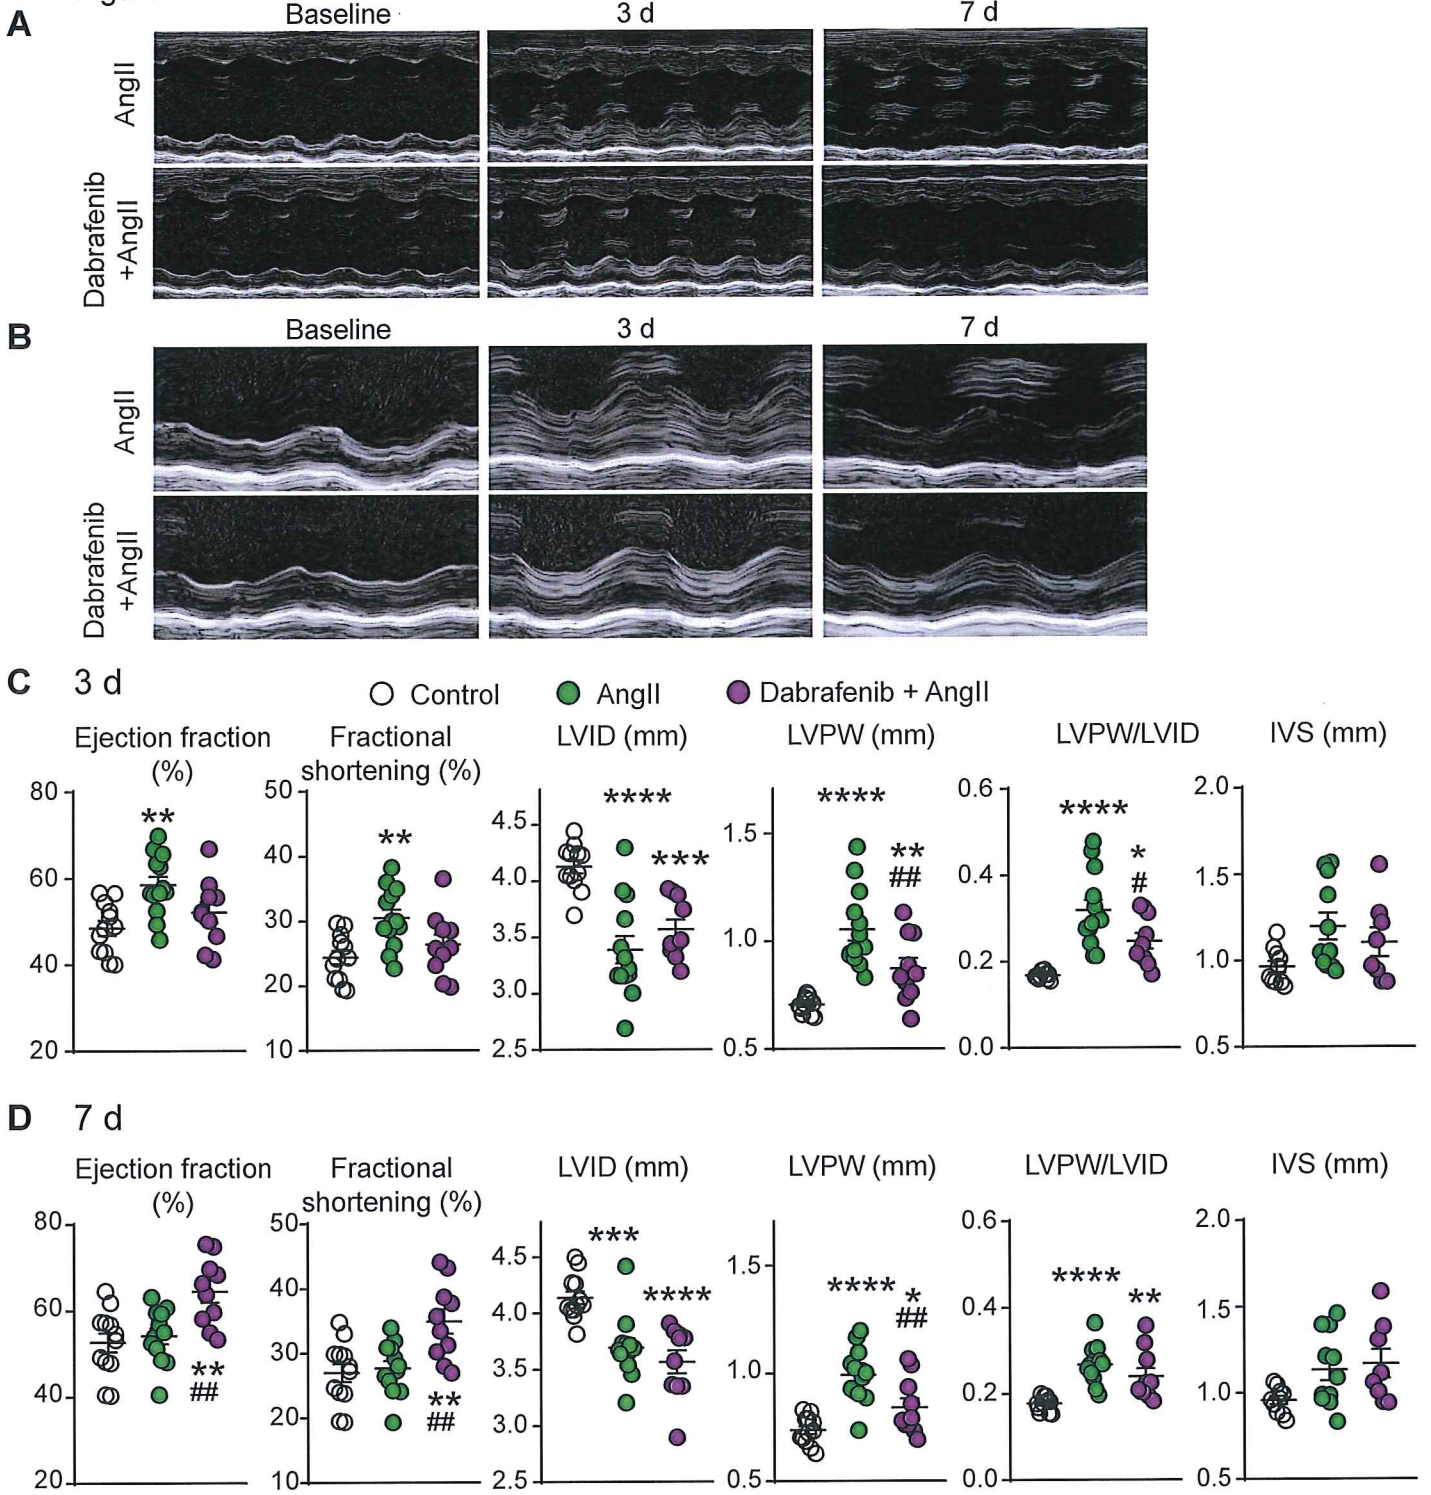 A
Baseline 3 d 7 d
AngII
Dabrafenib
+AngII
B
Baseline 3 d 7 d
AngII
Dabrafenib
+AngII
C 3 d
Control AngII Dabrafenib + AngII
Ejection fraction
(%)
80
60
40
20
**
Fractional
shortening (%)
50
40
30
20
10
**
LVID (mm)
4.5
4.0
3.5
3.0
2.5
****
***
LVPW (mm)
1.5
1.0
0.5
****
**
##
LVPW/LVID
0.6
0.4
0.2
0.0
****
*
#
IVS (mm)
2.0
1.5
1.0
0.5
D 7 d
Ejection fraction
(%)
80
60
40
20
**
##
Fractional
shortening (%)
50
40
30
20
10
**
##
LVID (mm)
4.5
4.0
3.5
3.0
2.5
***
****
LVPW (mm)
1.5
1.0
0.5
****
*
##
LVPW/LVID
0.6
0.4
0.2
0.0
****
**
IVS (mm)
2.0
1.5
1.0
0.5